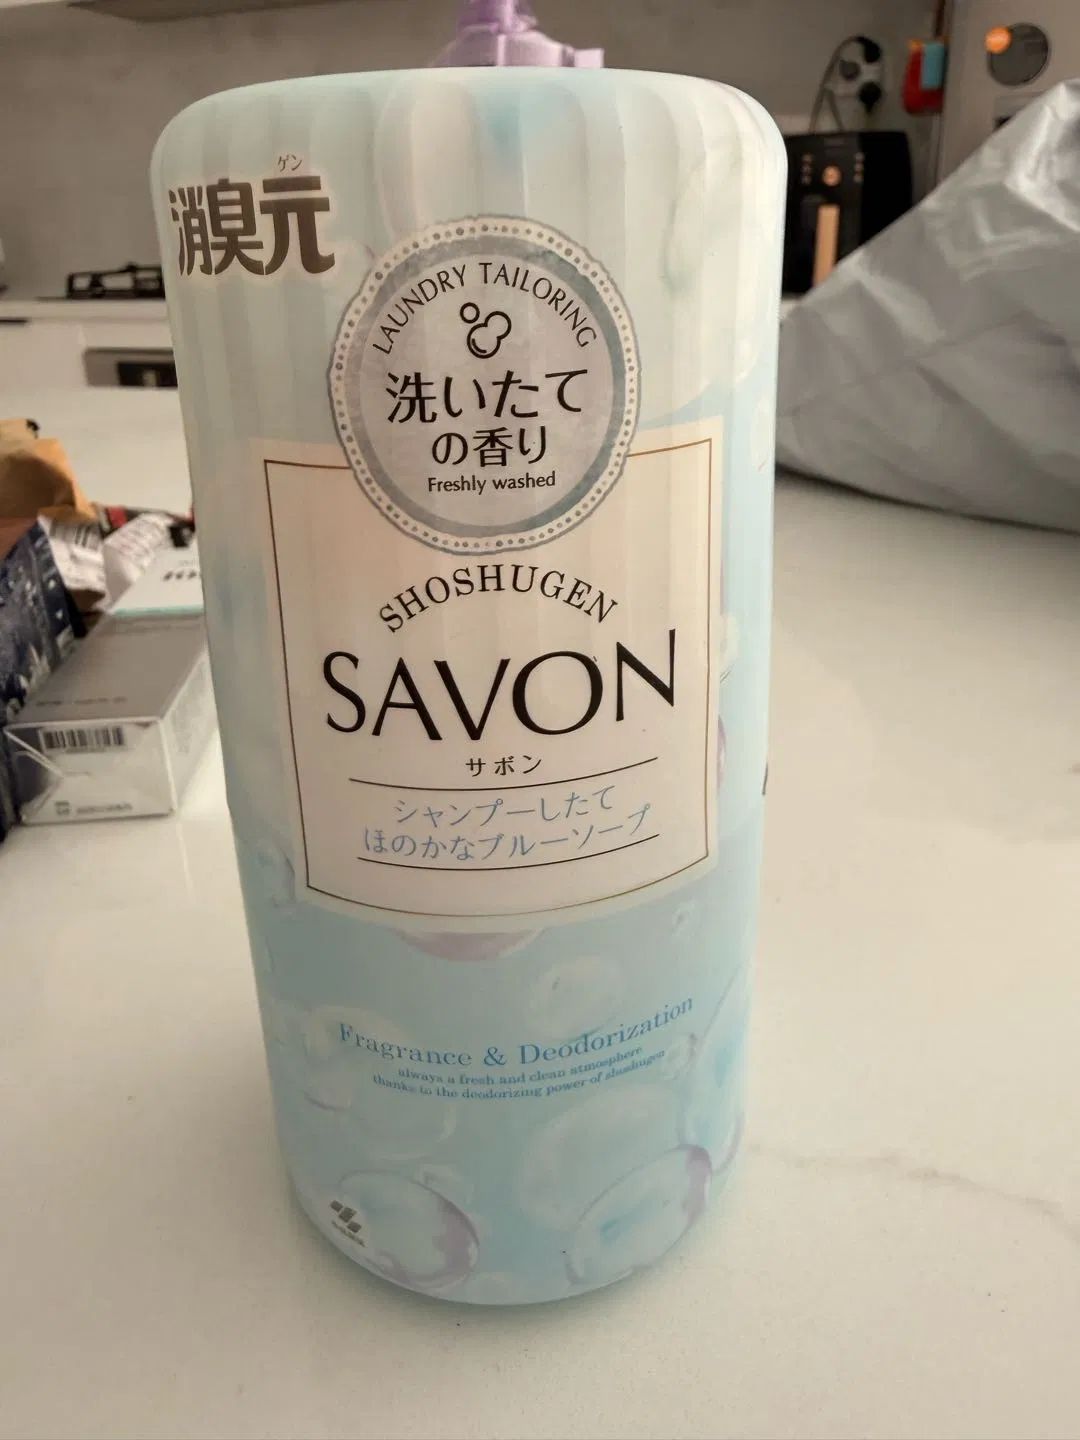 ゲン
消臭元
LAUNDRY TAILORING
洗いたて
の香り
Freshly washed
SHOSHUGEN
SAVON
サボン
シャンプーしたて
ほのかなブルーソープ
Fragrance & Deodorization
always a fresh and clean atmosphere
thanks to the deodorizing power of shushugen